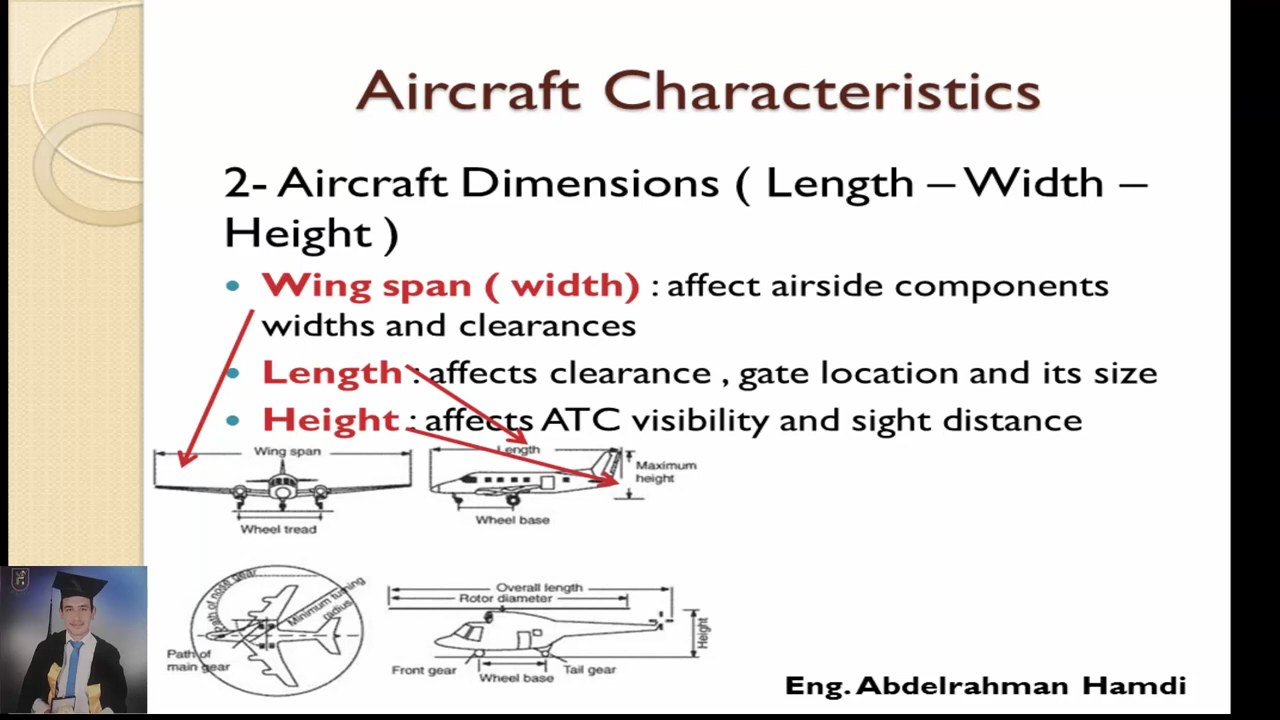 Aircraft Characteristics
2- Aircraft Dimensions ( Length – Width –
Height )
Wing span ( width) : affect airside components
widths and clearances
Length : affects clearance , gate location and its size
Height : affects ATC visibility and sight distance
Wing span
Length
Maximum
height
Wheel base
Wheel tread
Path of nose gear
Minimum turning
radius
Path of
main gear
Overall length
Rotor diameter
Height
Front gear
Tail gear
Wheel base
Eng. Abdelrahman Hamdi